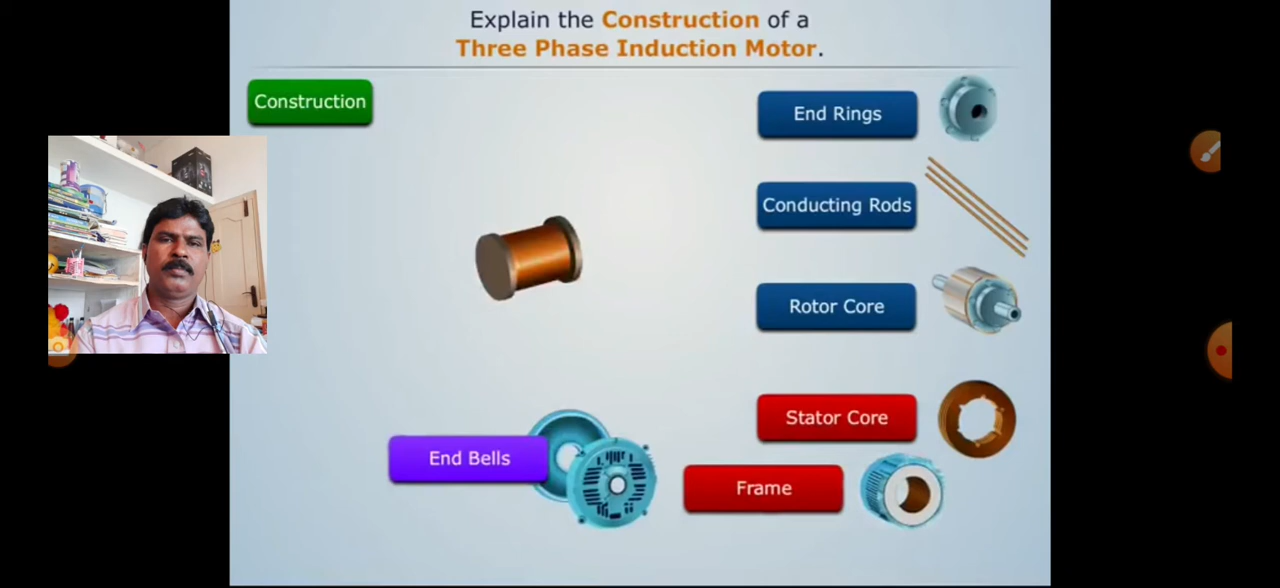 Explain the Construction of a
Three Phase Induction Motor.
Construction
End Rings
Conducting Rods
Rotor Core
Stator Core
End Bells
Frame